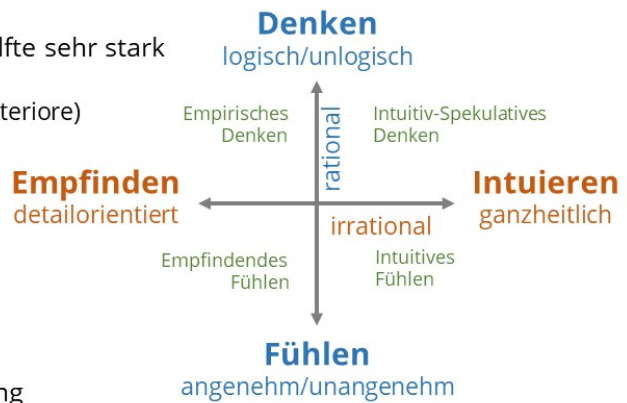 Denken
lfte sehr stark
logisch/unlogisch
teriore)
Empirisches
Denken
rational
Intuitiv-Spekulatives
Denken
Empfinden
detailorientiert
Intuieren
ganzheitlich
irrational
Empfindendes
Fühlen
Intuitives
Fühlen
Fühlen
angenehm/unangenehm
ng